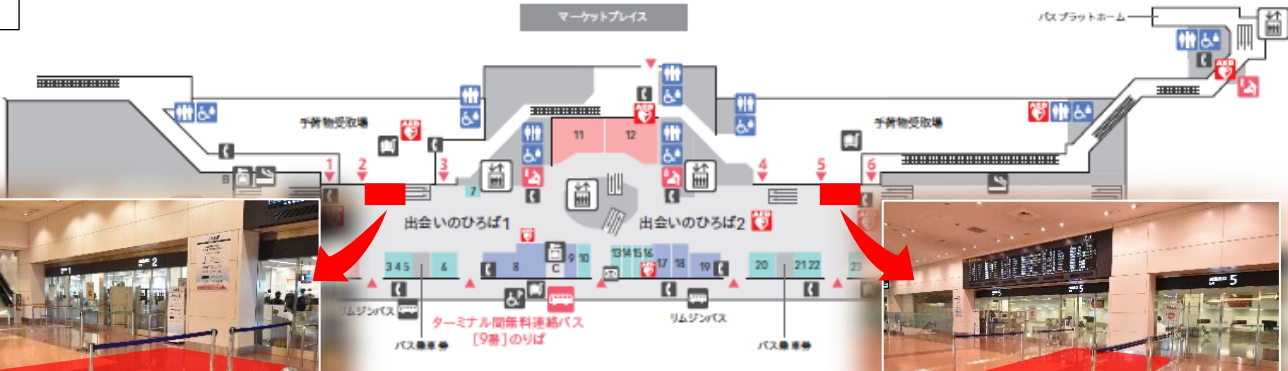 マーケットプレイス
バスプラットホーム
手荷物受取場
手荷物受取場
11
12
1
2
3
4
5
6
B
7
出会いのひろば1
出会いのひろば2
AED
3 4 5
6
8
C
9
10
13 14 15 16
17
18
19
20
21 22
23
リムジンバス
リムジンバス
ターミナル間無料連絡バス
[9番]のりば
バス乗車券
バス乗車券
2
5
5